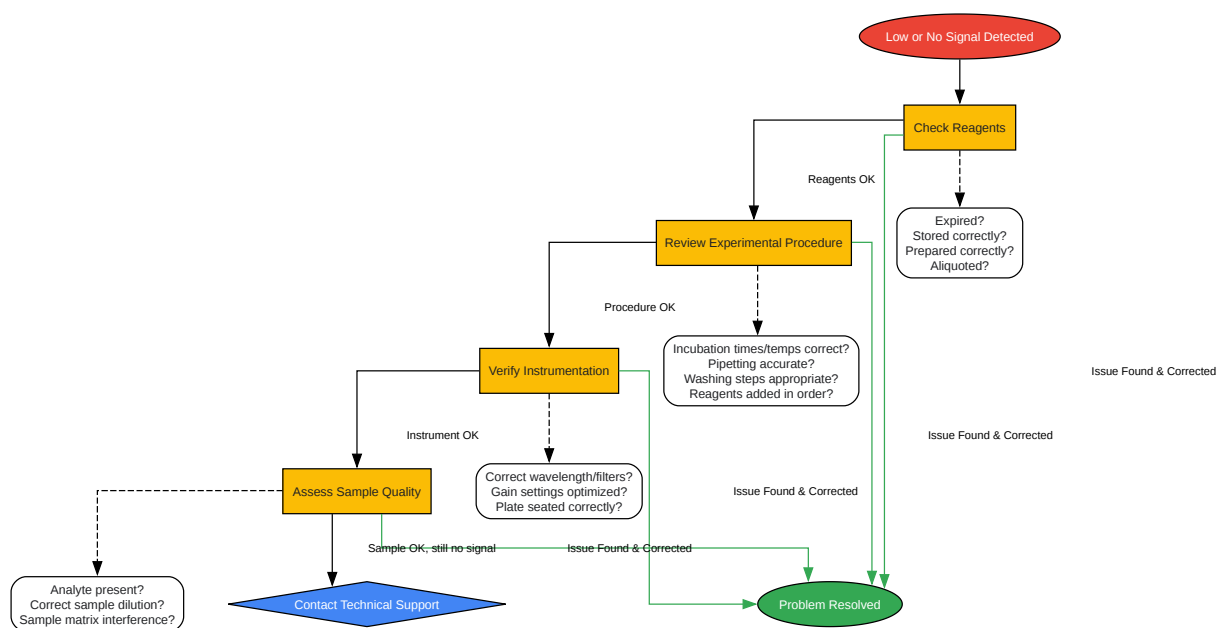 Low or No Signal Detected
Check Reagents
Reagents OK
Expired?
Stored correctly?
Prepared correctly?
Aliquoted?
Review Experimental Procedure
Procedure OK
Incubation times/temps correct?
Pipetting accurate?
Washing steps appropriate?
Reagents added in order?
Verify Instrumentation
Issue Found & Corrected
Issue Found & Corrected
Instrument OK
Correct wavelength/filters?
Gain settings optimized?
Plate seated correctly?
Issue Found & Corrected
Assess Sample Quality
Sample OK, still no signal
Issue Found & Corrected
Analyte present?
Correct sample dilution?
Sample matrix interference?
Contact Technical Support
Problem Resolved